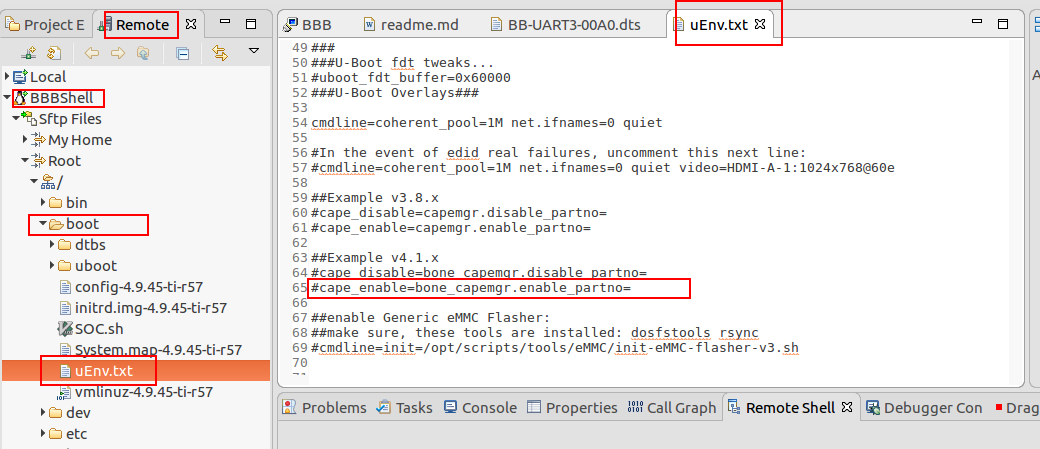 Project E
Remote
Local
BBBShell
Sftp Files
My Home
Root
/
bin
boot
dtbs
uboot
config-4.9.45-ti-r57
initrd.img-4.9.45-ti-r57
SOC.sh
System.map-4.9.45-ti-r57
uEnv.txt
vmlinuz-4.9.45-ti-r57
dev
etc
BBB
readme.md
BB-UART3-00A0.dts
uEnv.txt
49 ###
50 ###U-Boot fdt tweaks...
51 #uboot_fdt_buffer=0x60000
52 ###U-Boot Overlays###
53
54 cmdline=coherent_pool=1M net.ifnames=0 quiet
55
56 #In the event of edid real failures, uncomment this next line:
57 #cmdline=coherent_pool=1M net.ifnames=0 quiet video=HDMI-A-1:1024x768@60e
58
59 ##Example v3.8.x
60 #cape_disable=capemgr.disable_partno=
61 #cape_enable=capemgr.enable_partno=
62
63 ##Example v4.1.x
64 #cape_disable=bone_capemgr.disable_partno=
65 #cape_enable=bone_capemgr.enable_partno=
66
67 ##enable Generic eMMC Flasher:
68 ##make sure, these tools are installed: dosfstools rsync
69 #cmdline=init=/opt/scripts/tools/eMMC/init-eMMC-flasher-v3.sh
70
Problems
Tasks
Console
Properties
Call Graph
Remote Shell
Debugger Con
Drag